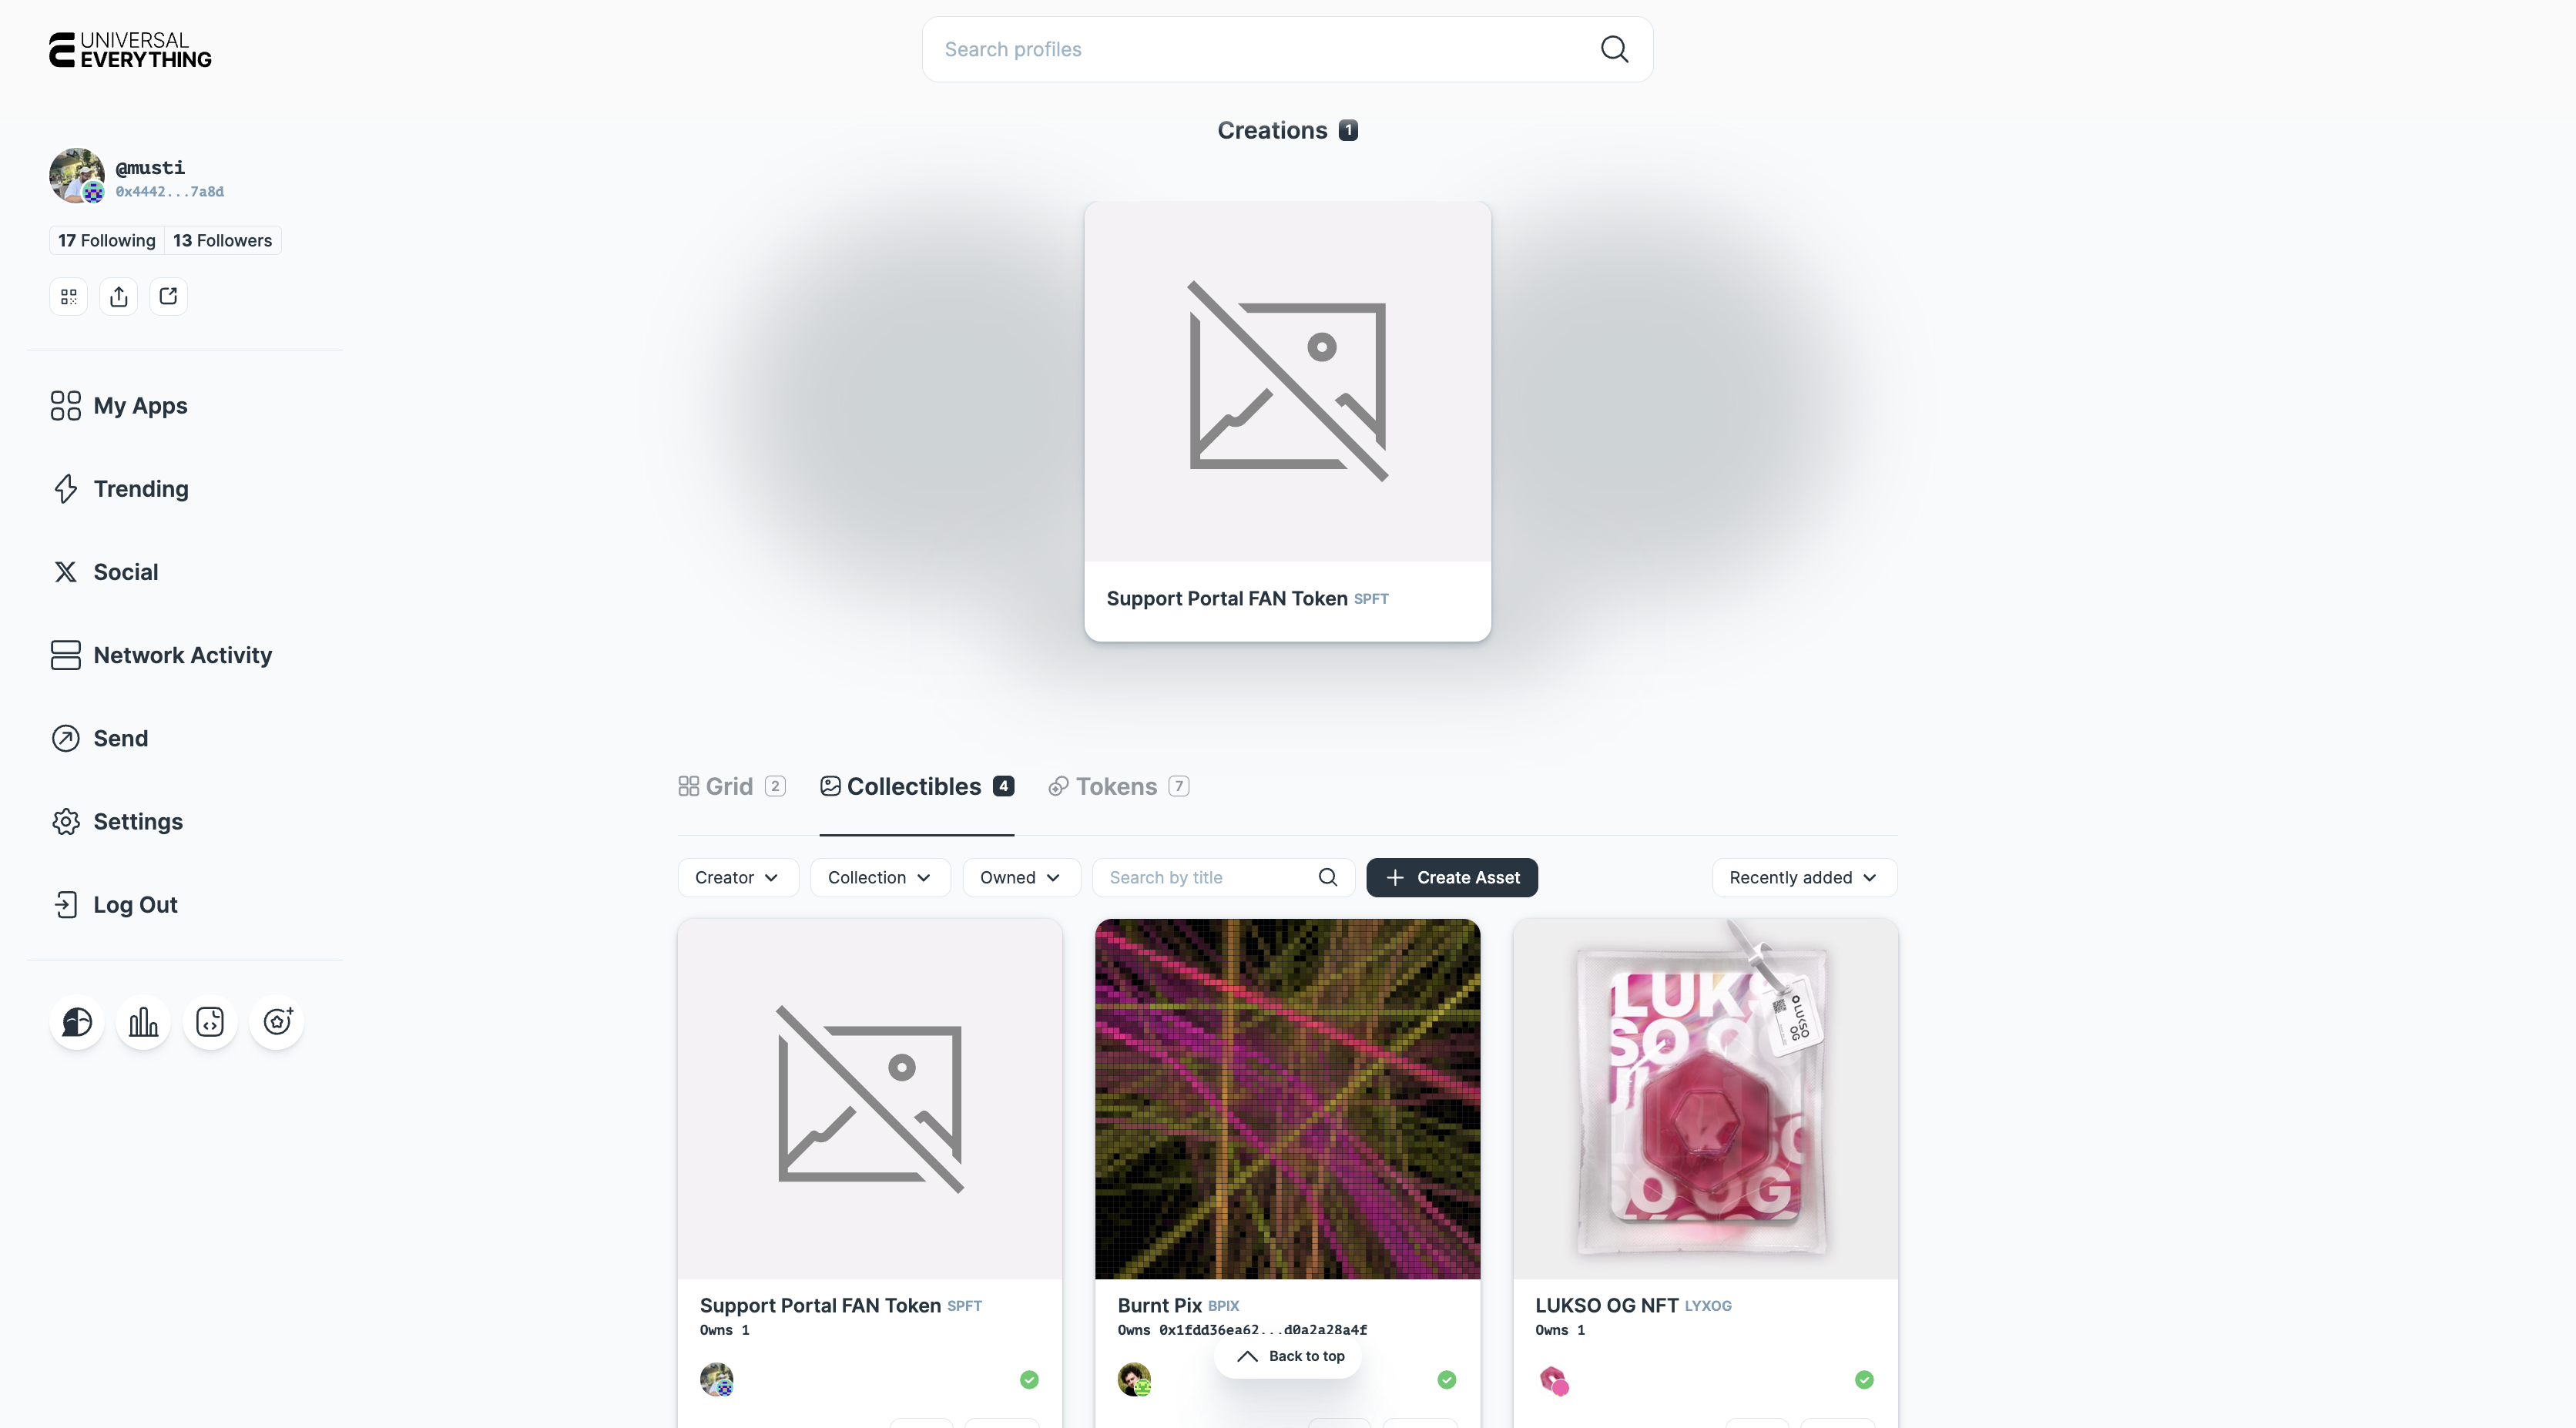 UNIVERSAL
EVERYTHING
Search profiles
@musti
0x4442...7a8d
17 Following
13 Followers
My Apps
Trending
Social
Network Activity
Send
Settings
Log Out
Creations 1
Support Portal FAN Token SPFT
Grid 2
Collectibles 4
Tokens 7
Creator
Collection
Owned
Search by title
Create Asset
Recently added
Support Portal FAN Token SPFT
Owns 1
Burnt Pix BPIX
Owns 0x1fdd36ea62...d0a2a28a4f
LUKSO OG
LUKSO OG NFT LYXOG
Owns 1
Back to top